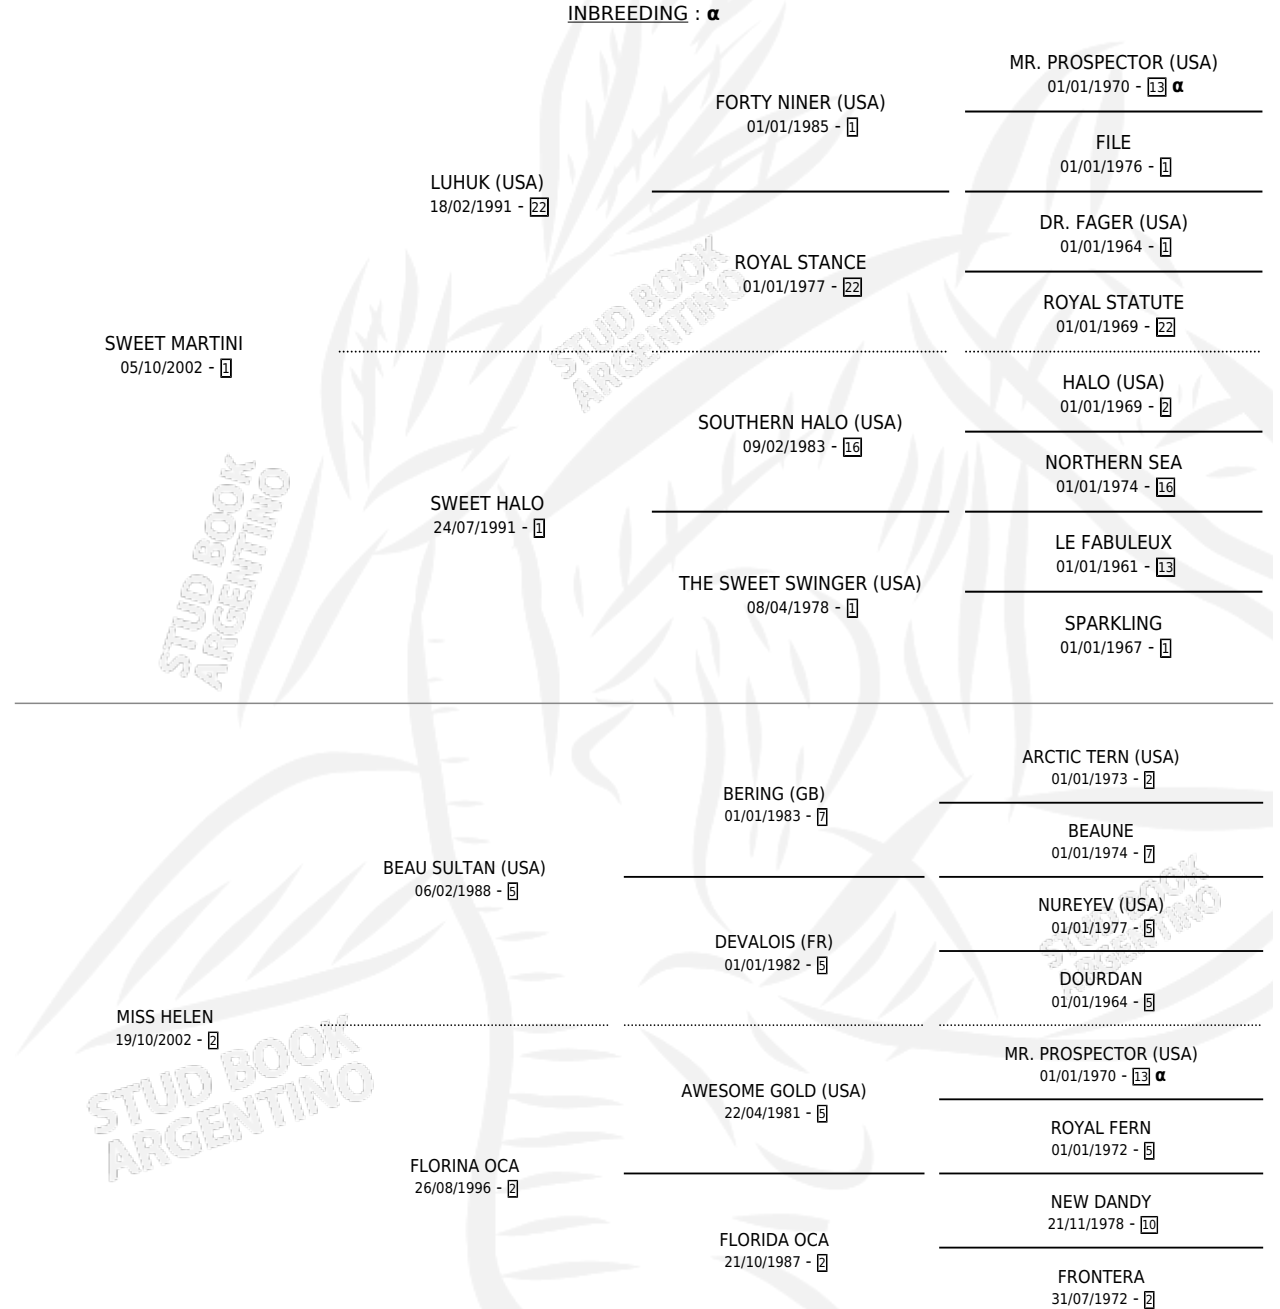 INBREEDING : α
MR. PROSPECTOR (USA)
01/01/1970 - 13 α
FORTY NINER (USA)
01/01/1985 - 1
FILE
01/01/1976 - 1
LUHUK (USA)
18/02/1991 - 22
DR. FAGER (USA)
01/01/1964 - 1
ROYAL STANCE
01/01/1977 - 22
ROYAL STATUTE
01/01/1969 - 22
SWEET MARTINI
05/10/2002 - 1
HALO (USA)
01/01/1969 - 2
SOUTHERN HALO (USA)
09/02/1983 - 16
NORTHERN SEA
01/01/1974 - 16
SWEET HALO
24/07/1991 - 1
LE FABULEUX
01/01/1961 - 13
THE SWEET SWINGER (USA)
08/04/1978 - 1
SPARKLING
01/01/1967 - 1
ARCTIC TERN (USA)
01/01/1973 - 2
BERING (GB)
01/01/1983 - 7
BEAUNE
01/01/1974 - 7
BEAU SULTAN (USA)
06/02/1988 - 5
NUREYEV (USA)
01/01/1977 - 5
DEVALOIS (FR)
01/01/1982 - 5
DOURDAN
01/01/1964 - 5
MISS HELEN
19/10/2002 - 2
MR. PROSPECTOR (USA)
01/01/1970 - 13 α
AWESOME GOLD (USA)
22/04/1981 - 5
ROYAL FERN
01/01/1972 - 5
FLORINA OCA
26/08/1996 - 2
NEW DANDY
21/11/1978 - 10
FLORIDA OCA
21/10/1987 - 2
FRONTERA
31/07/1972 - 2
STUD BOOK
ARGENTINO
STUD BOOK
ARGENTINO
STUD BOOK
ARGENTINO
STUD BOOK
ARGENTINO